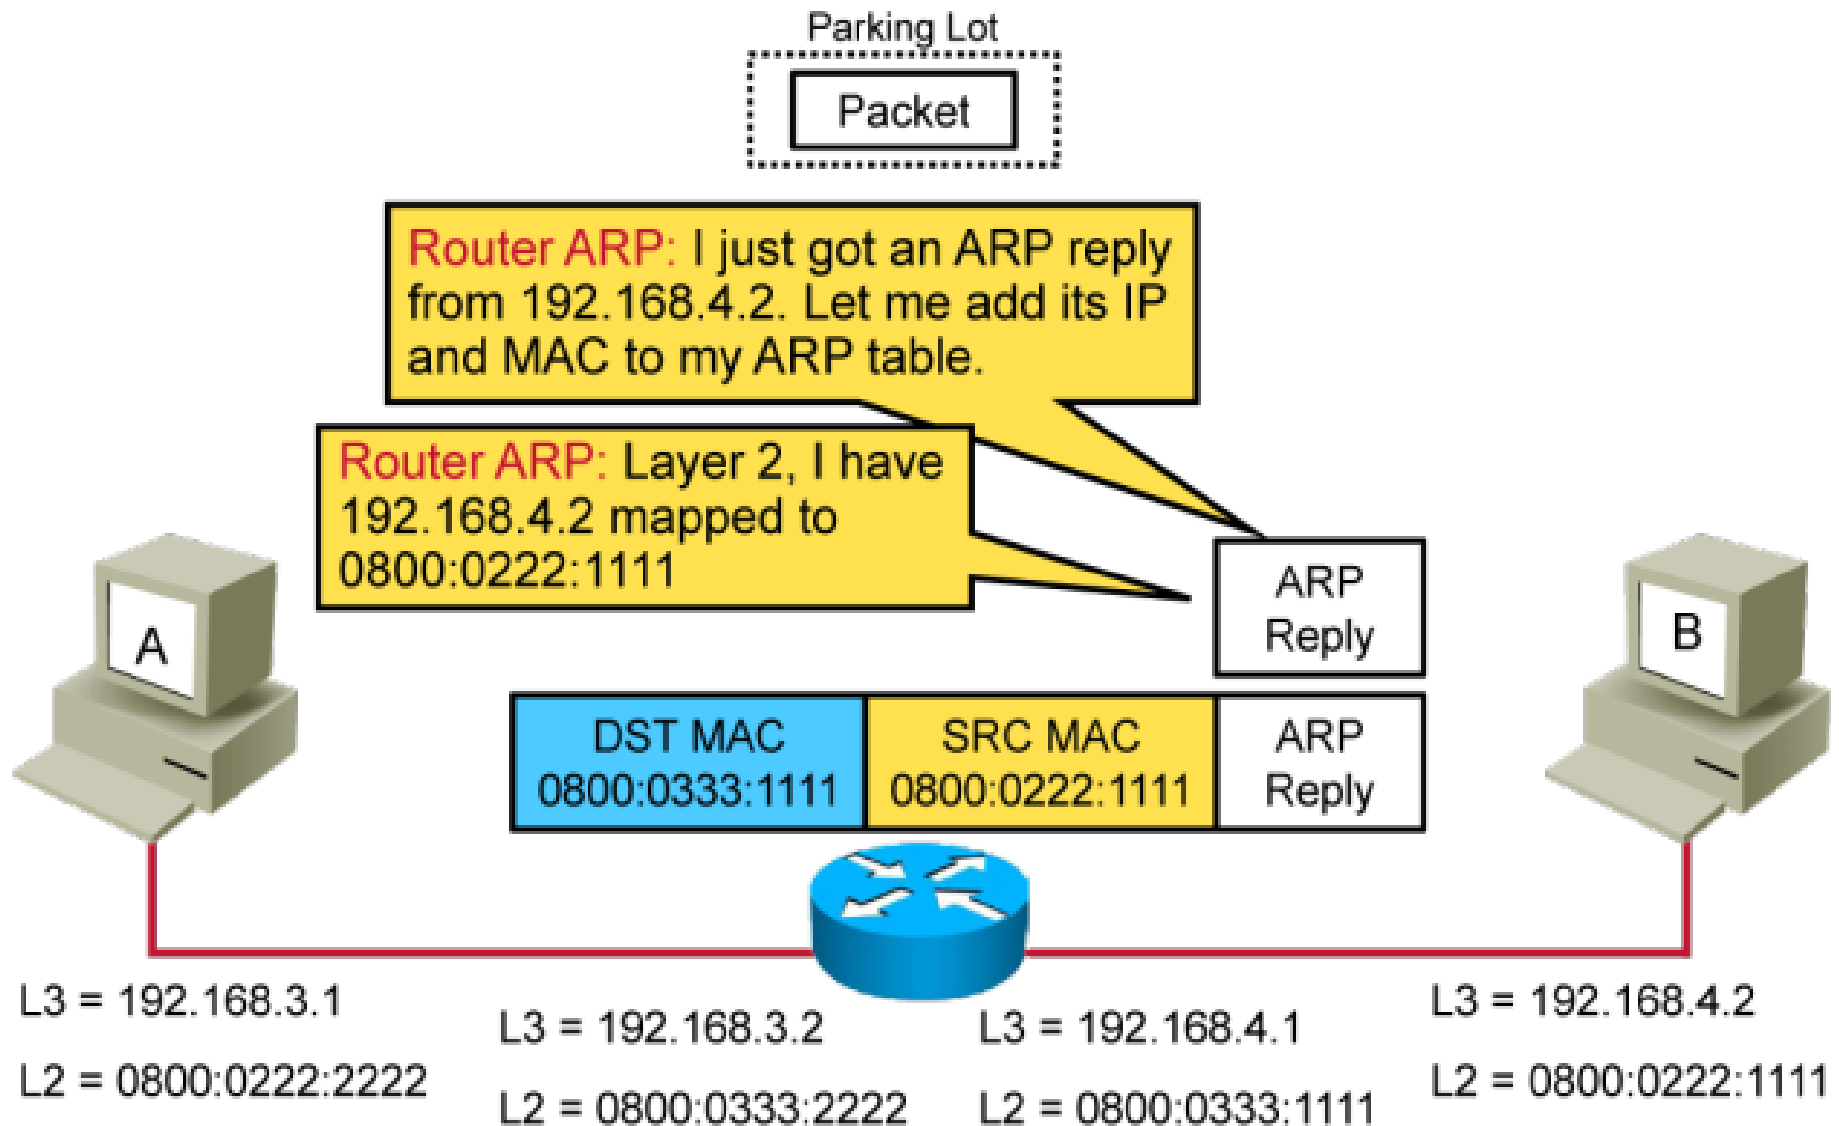 Parking Lot
Packet
Router ARP: I just got an ARP reply
from 192.168.4.2. Let me add its IP
and MAC to my ARP table.
Router ARP: Layer 2, I have
192.168.4.2 mapped to
0800:0222:1111
ARP
Reply
A
B
DST MAC
0800:0333:1111
SRC MAC
0800:0222:1111
ARP
Reply
L3 = 192.168.3.1
L2 = 0800:0222:2222
L3 = 192.168.3.2
L2 = 0800:0333:2222
L3 = 192.168.4.1
L2 = 0800:0333:1111
L3 = 192.168.4.2
L2 = 0800:0222:1111